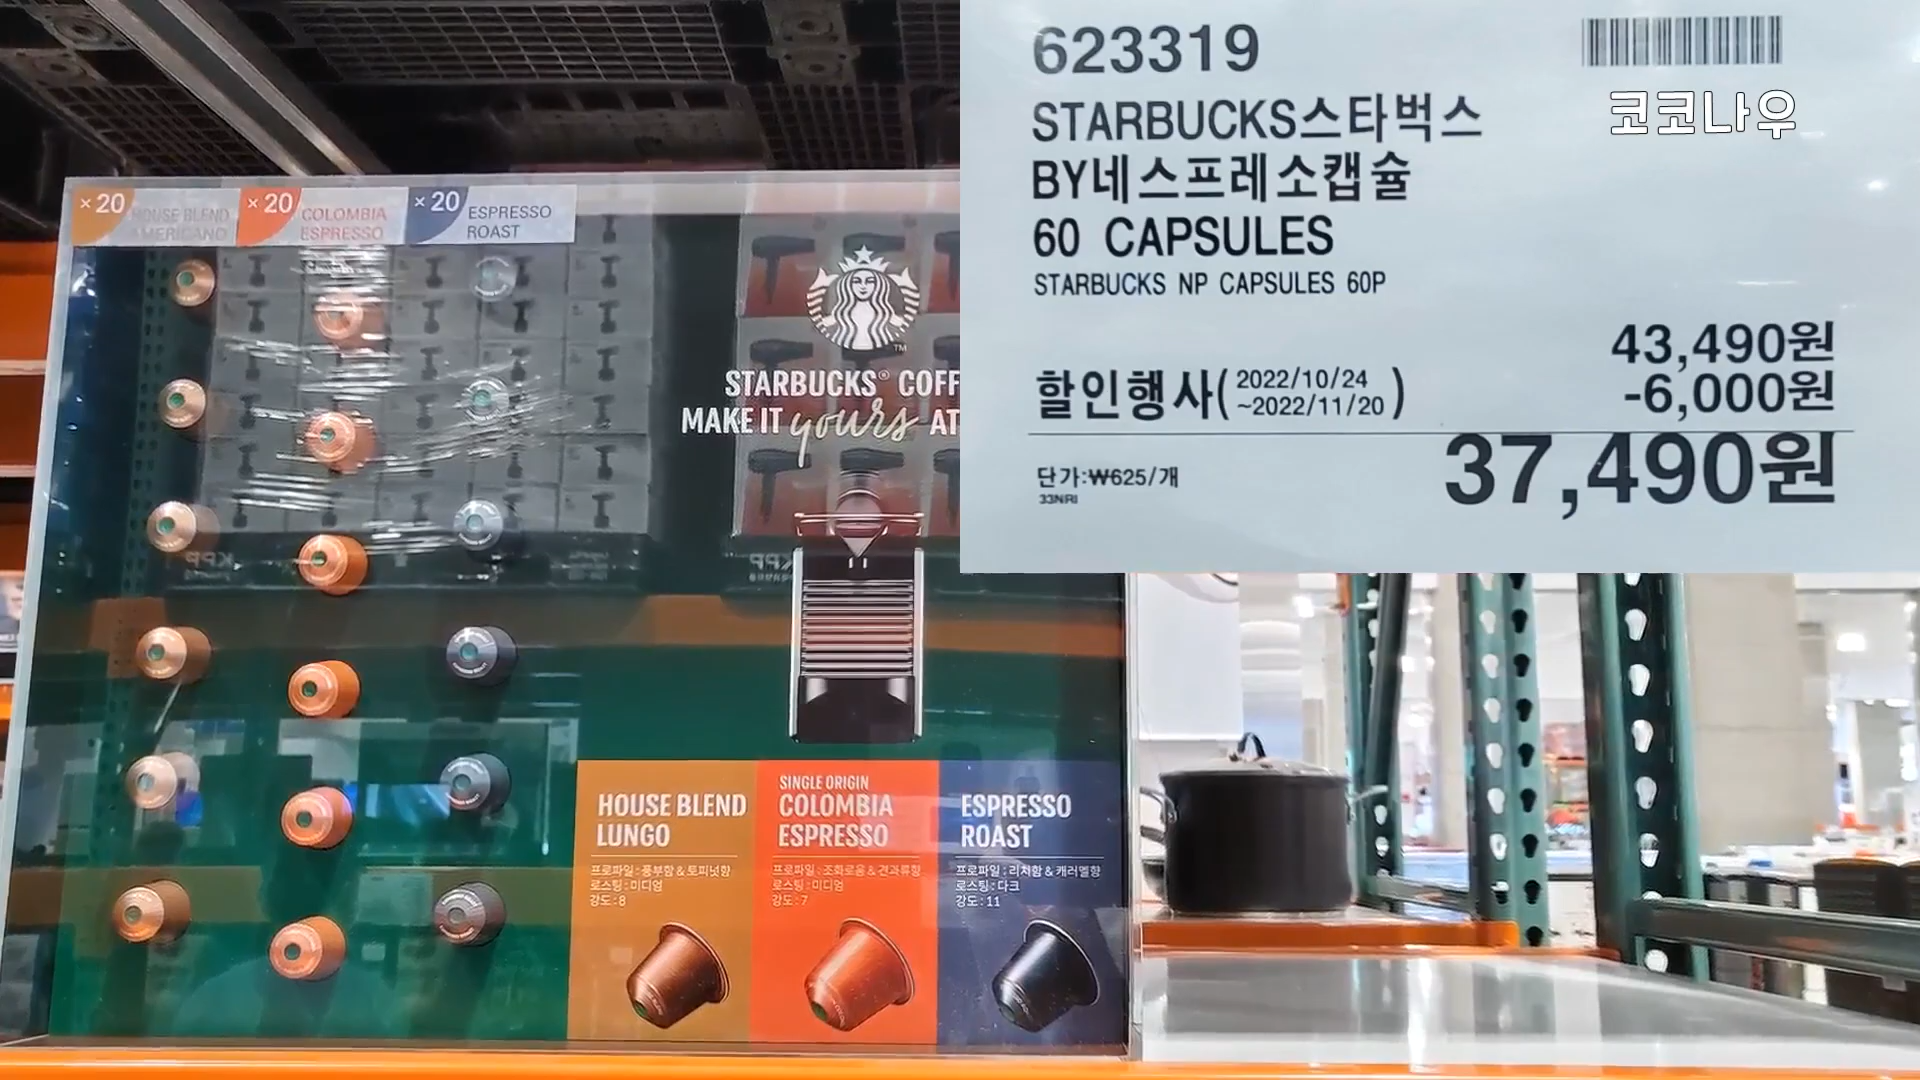 × 20
HOUSE BLEND
AMERICANO
× 20
COLOMBIA
ESPRESSO
× 20
ESPRESSO
ROAST
TM
STARBUCKS® COFF
MAKE IT yours AT
HOUSE BLEND
LUNGO
프로파일 : 풍부함 & 토피넛향
로스팅 : 미디엄
강도 : 8
SINGLE ORIGIN
COLOMBIA
ESPRESSO
프로파일 : 조화로움 & 견과류향
로스팅 : 미디엄
강도 : 7
ESPRESSO
ROAST
프로파일 : 리치함 & 캐러멜향
로스팅 : 다크
강도 : 11
623319
코코나우
STARBUCKS스타벅스
BY네스프레소캡슐
60 CAPSULES
STARBUCKS NP CAPSULES 60P
43,490원
할인행사( 2022/10/24
~2022/11/20 )
-6,000원
37,490원
단가:₩625/개
33NRI